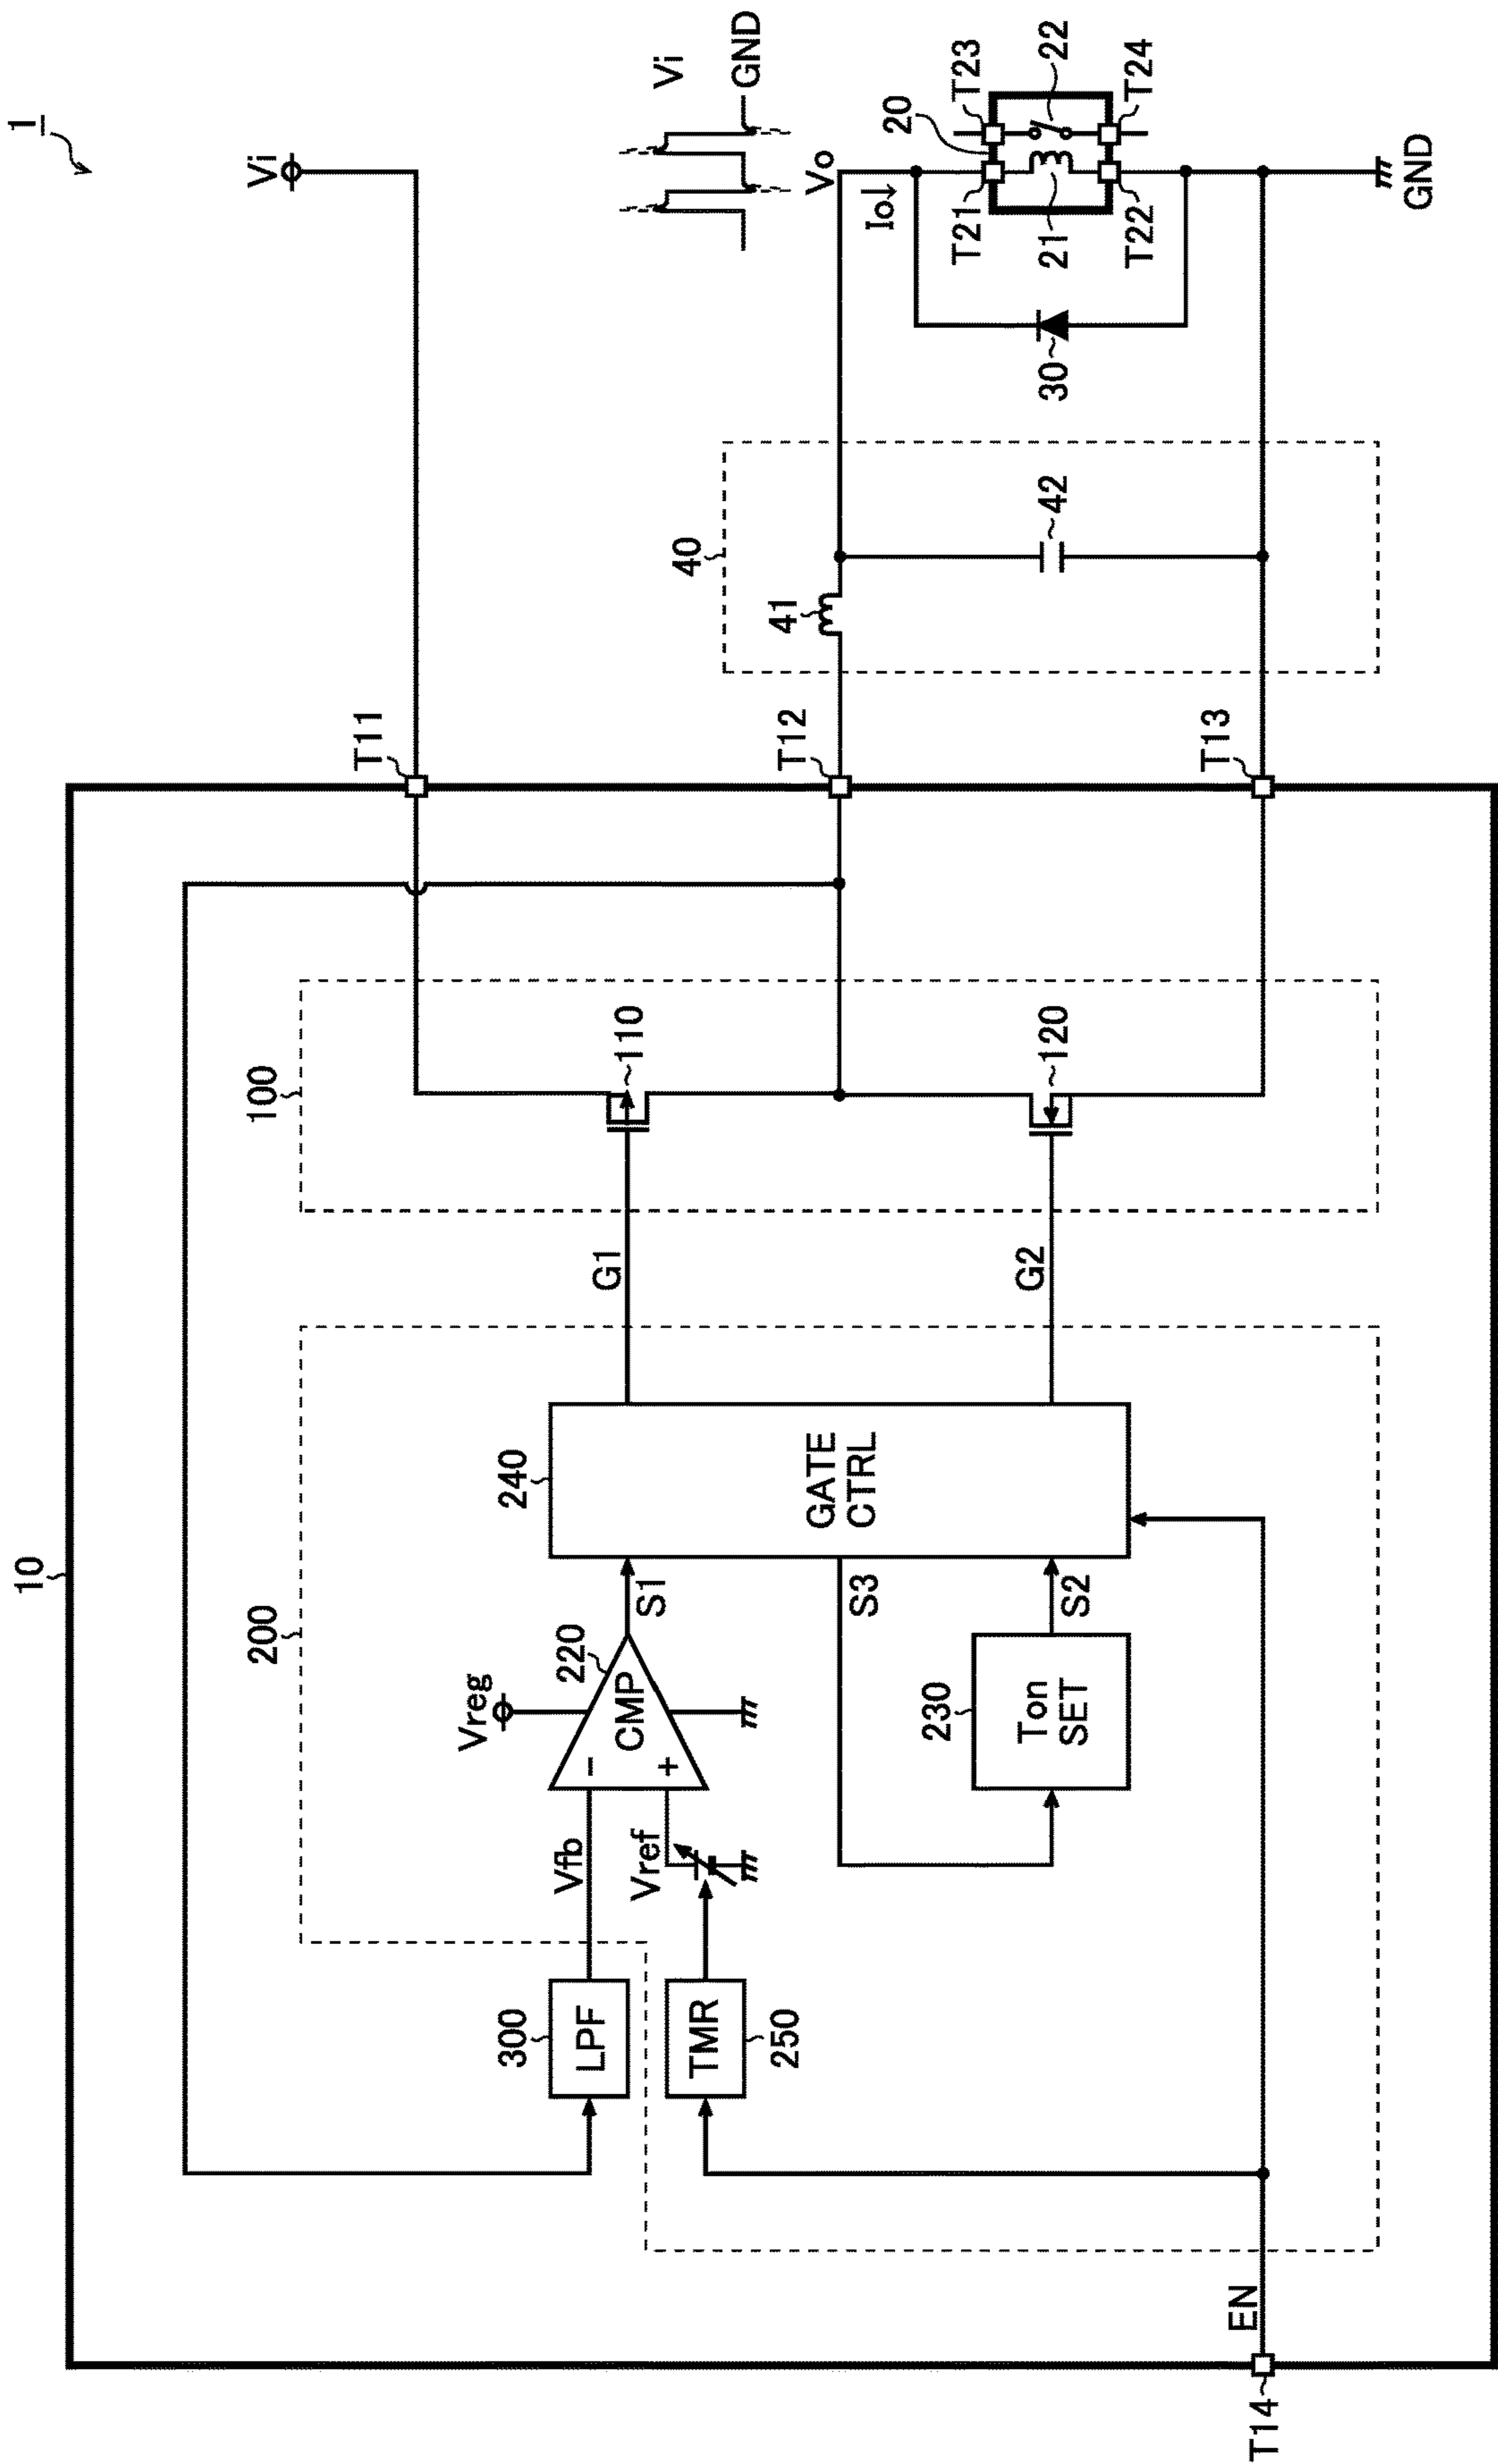 1
10
Vi
T11
Vi
GND
100
110
G1
200
240
GATE
CTRL
S1
220
Vreg
CMP
-
+
Vfb
Vref
300
LPF
TMR
250
T12
40
41
42
Vo
Io
20
T23
22
T21
21
T22
T24
30
GND
120
G2
S3
S2
230
Ton
SET
T13
EN
T14